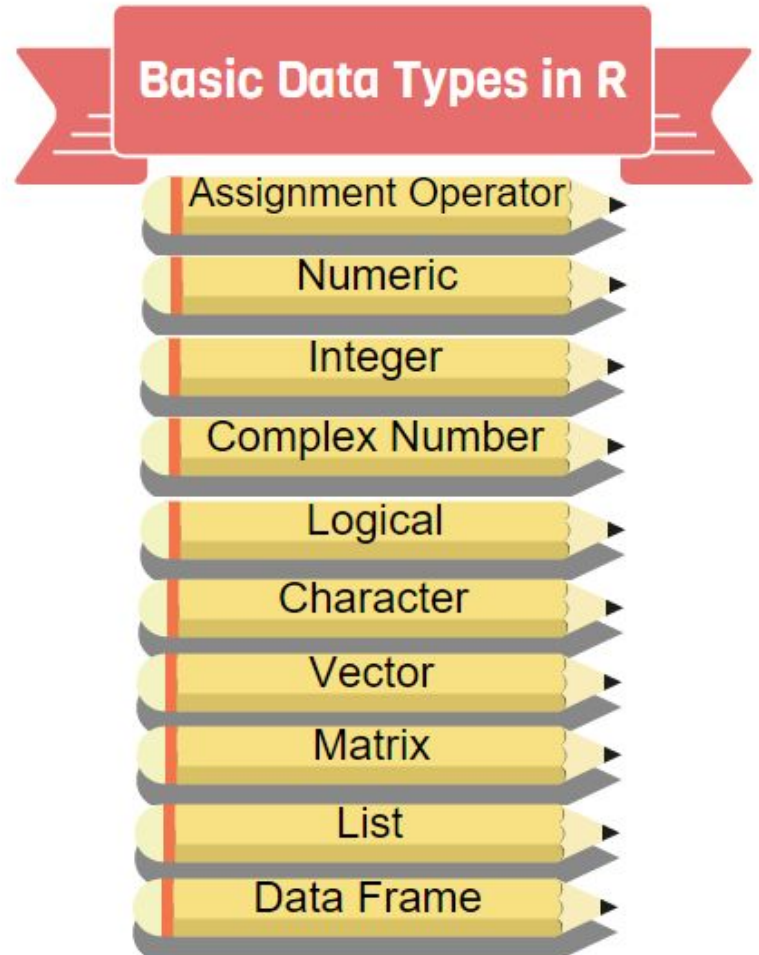 Basic Data Types in R
Assignment Operator
Numeric
Integer
Complex Number
Logical
Character
Vector
Matrix
List
Data Frame